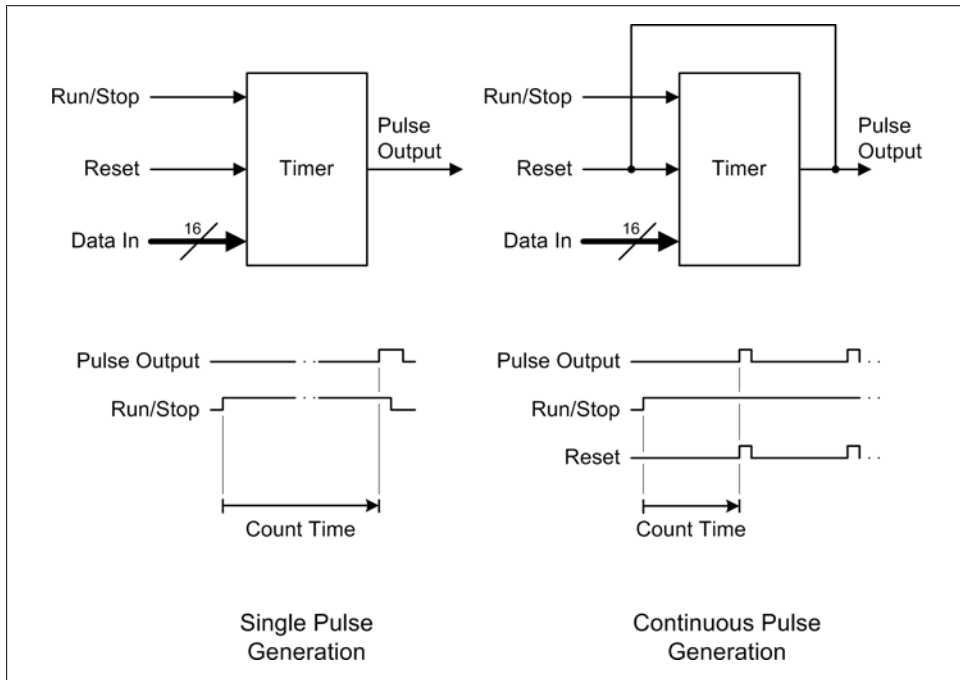 Run/Stop
Pulse
Output
Reset
Timer
16
Data In
Pulse Output
Run/Stop
Count Time
Single Pulse
Generation
Run/Stop
Pulse
Output
Reset
Timer
16
Data In
Pulse Output
Run/Stop
Reset
Count Time
Continuous Pulse
Generation